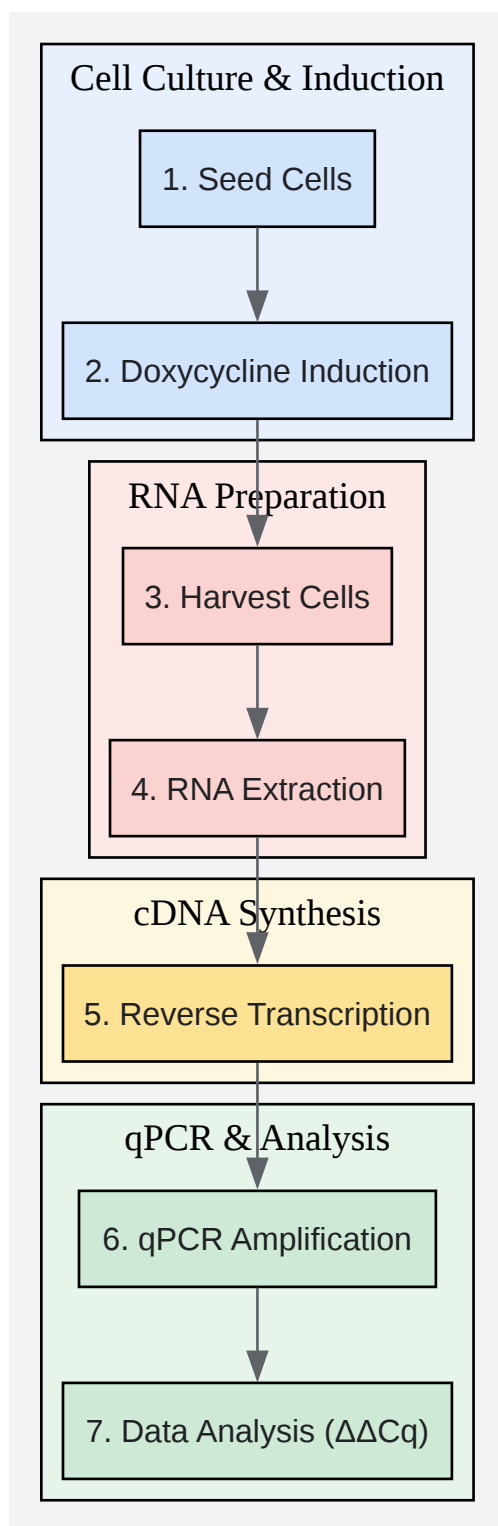 Cell Culture & Induction
1. Seed Cells
2. Doxycycline Induction
RNA Preparation
3. Harvest Cells
4. RNA Extraction
cDNA Synthesis
5. Reverse Transcription
qPCR & Analysis
6. qPCR Amplification
7. Data Analysis (ΔΔCq)